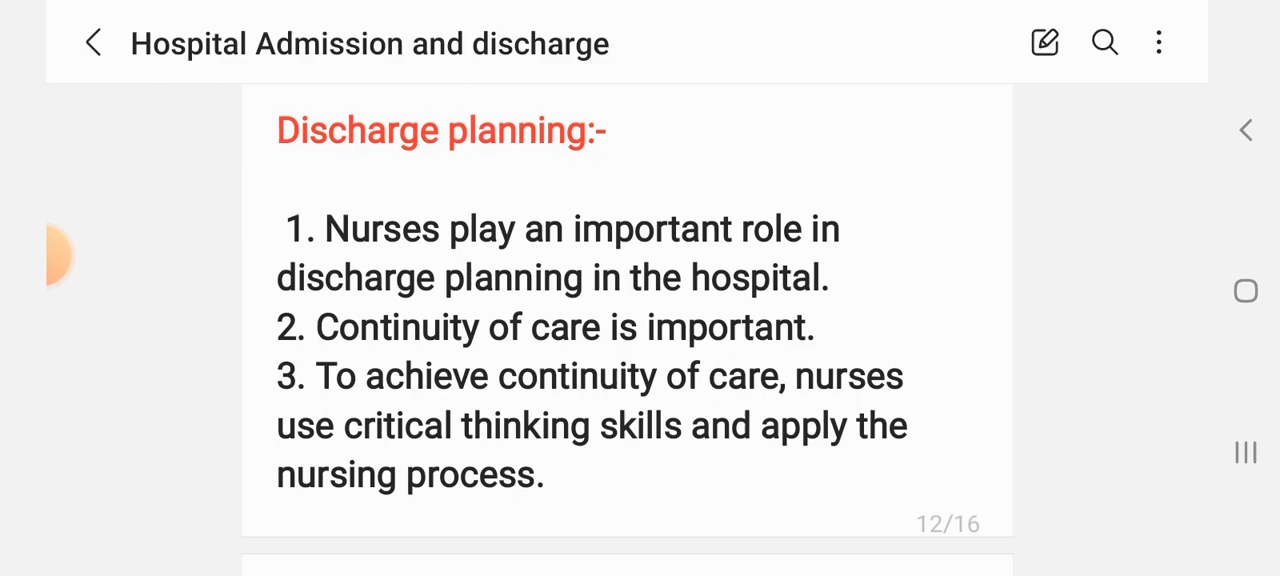 Hospital Admission and discharge
Discharge planning:-
1. Nurses play an important role in
discharge planning in the hospital.
2. Continuity of care is important.
3. To achieve continuity of care, nurses
use critical thinking skills and apply the
nursing process.
12/16